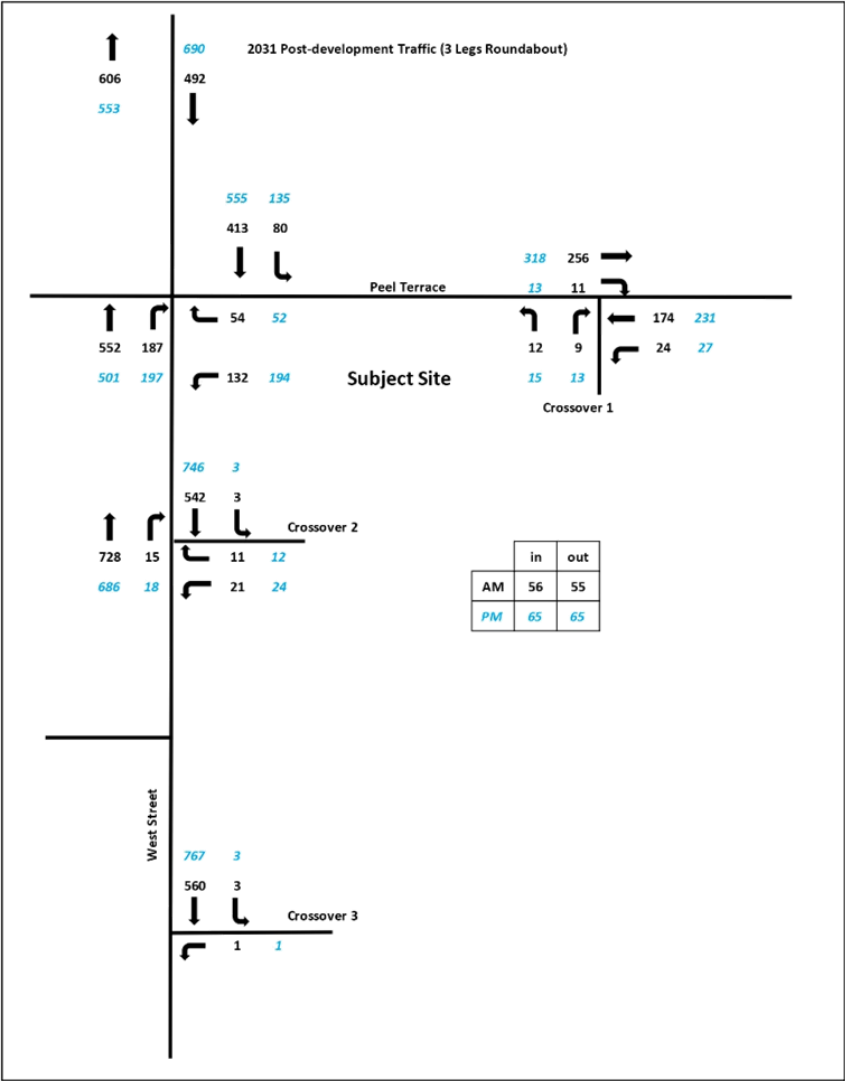 690 2031 Post-development Traffic (3 Legs Roundabout)
606 492
553
555 135
413 80
318 256
Peel Terrace 13 11
54 52 174 231
552 187 12 9 24 27
501 197 132 194 Subject Site 15 13
Crossover 1
746 3
542 3
Crossover 2
728 15 11 12 in out
686 18 21 24 AM 56 55
PM 65 65
West Street
767 3
560 3
Crossover 3
1 1